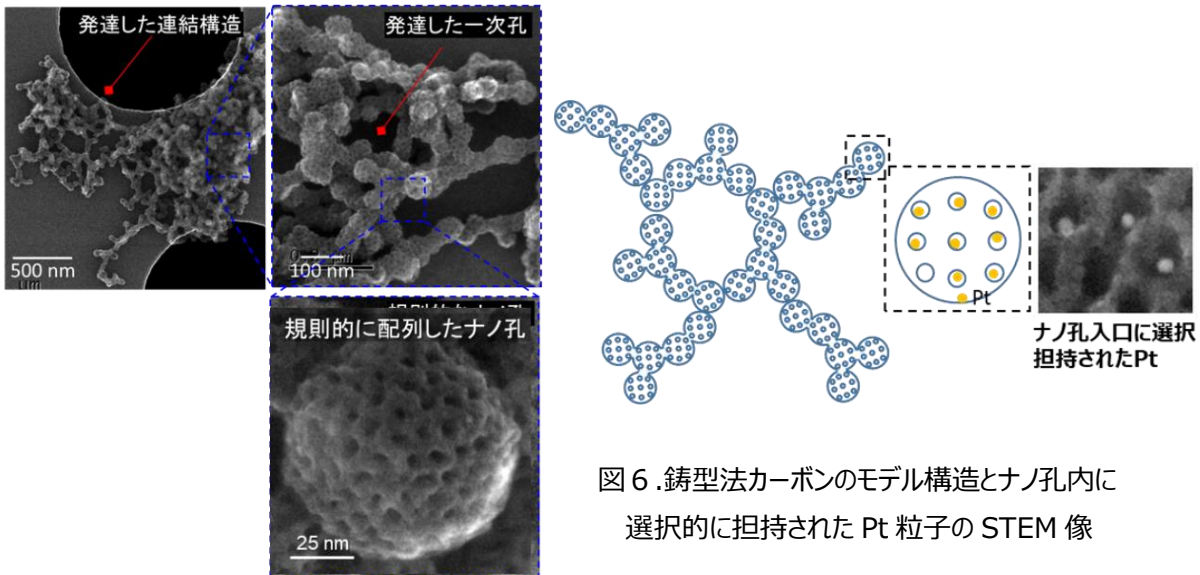 発達した連結構造
500 nm
発達した一次孔
100 nm
規則的に配列したナノ孔
25 nm
Pt
ナノ孔入口に選択
担持されたPt
図6.鋳型法カーボンのモデル構造とナノ孔内に
選択的に担持された Pt 粒子の STEM 像